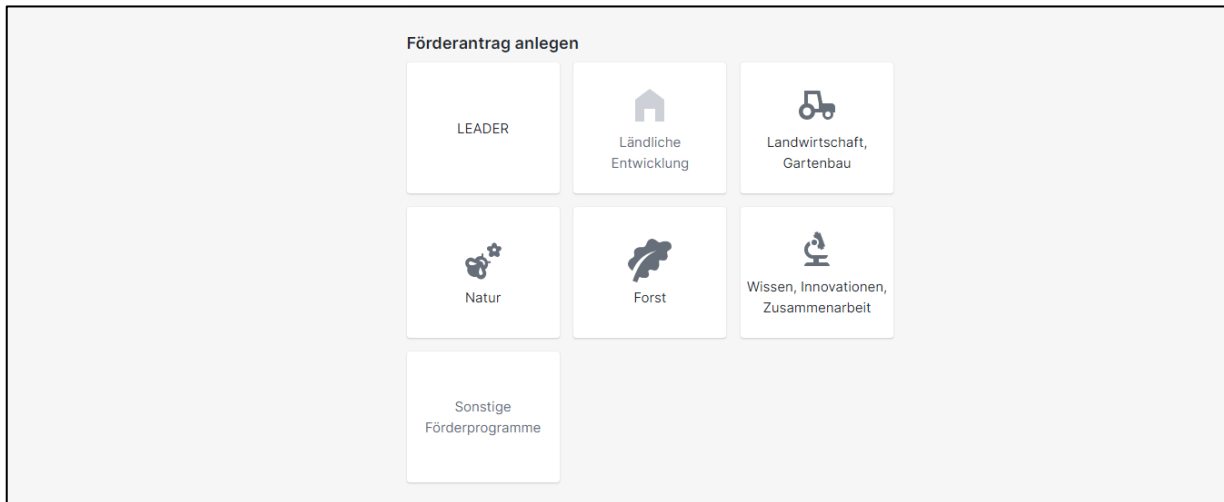 Förderantrag anlegen
LEADER
Ländliche
Entwicklung
Landwirtschaft,
Gartenbau
Natur
Forst
Wissen, Innovationen,
Zusammenarbeit
Sonstige
Förderprogramme